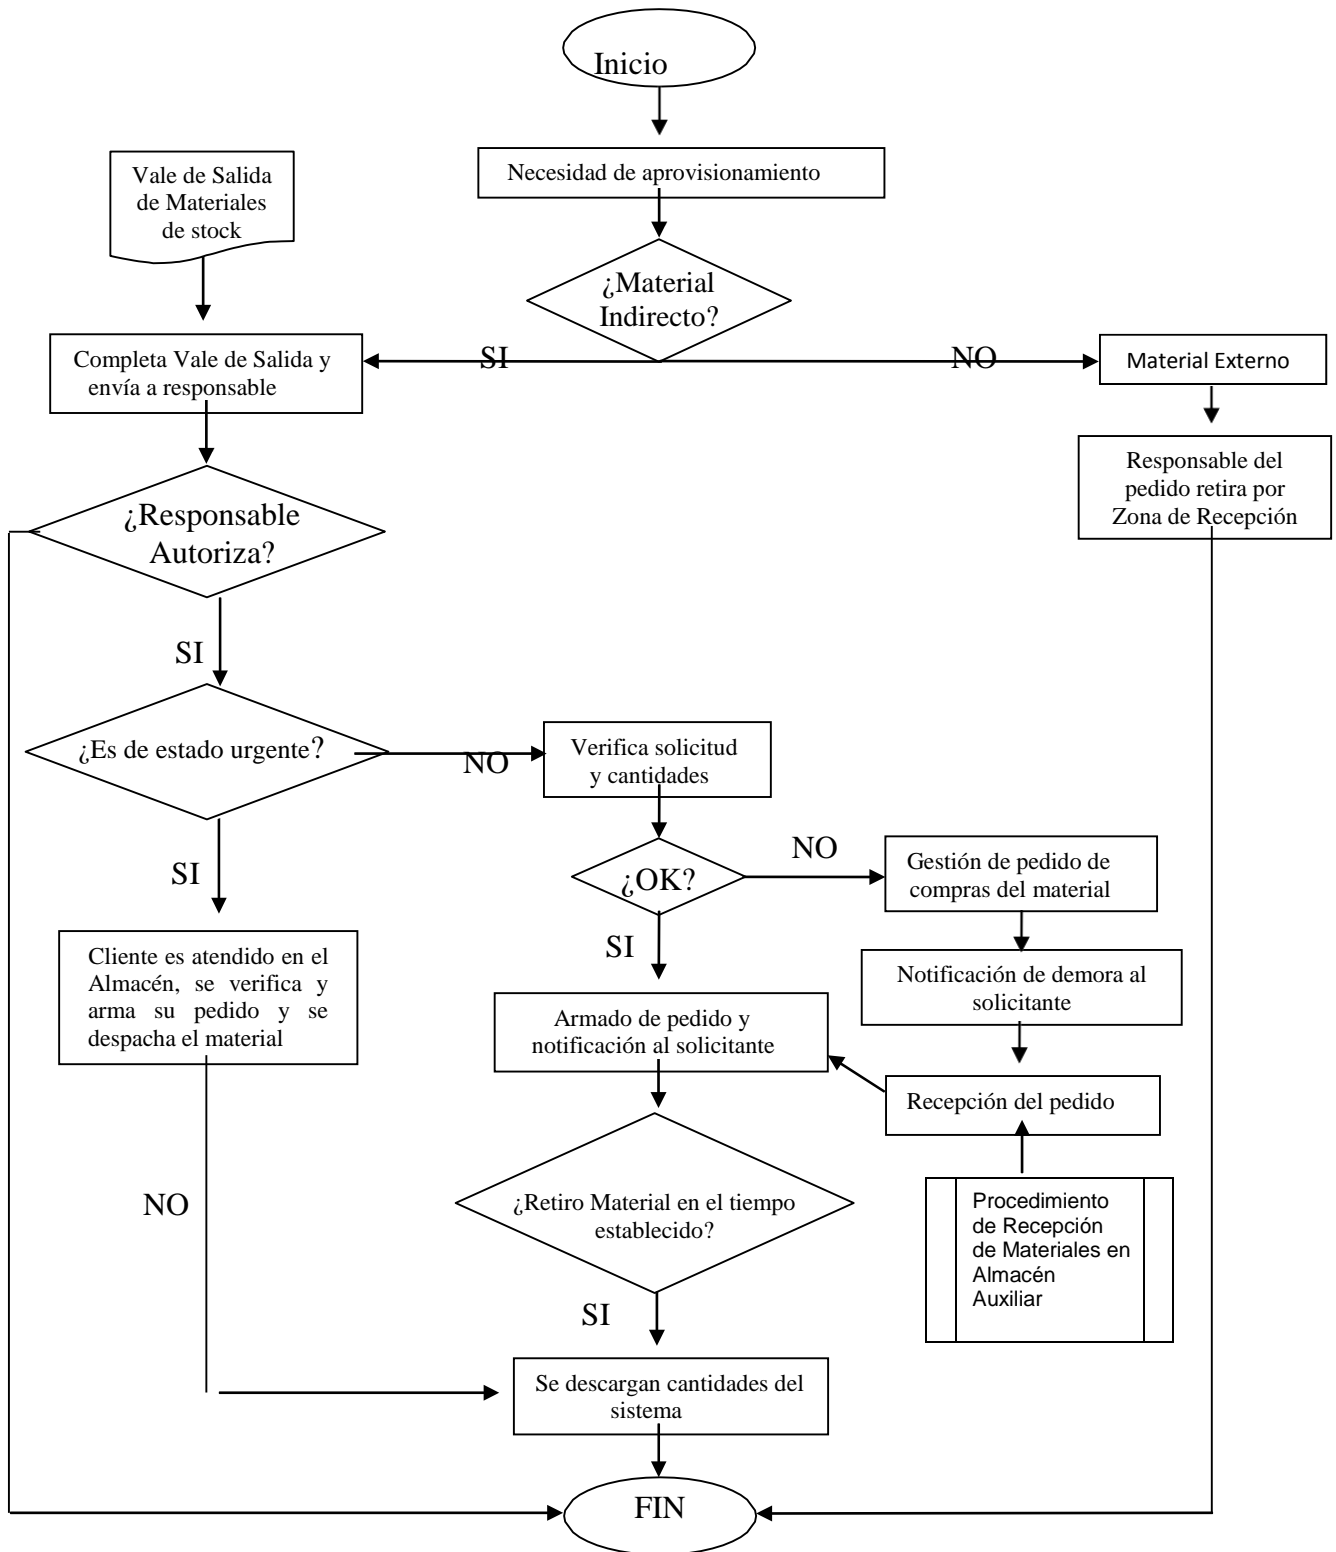 Inicio
Necesidad de aprovisionamiento
Vale de Salida
de Materiales
de stock
¿Material
Indirecto?
SI
NO
Completa Vale de Salida y
envía a responsable
Material Externo
Responsable del
pedido retira por
Zona de Recepción
¿Responsable
Autoriza?
SI
¿Es de estado urgente?
NO
Verifica solicitud
y cantidades
¿OK?
NO
Gestión de pedido de
compras del material
SI
SI
Cliente es atendido en el
Almacén, se verifica y
arma su pedido y se
despacha el material
Notificación de demora al
solicitante
Armado de pedido y
notificación al solicitante
Recepción del pedido
NO
¿Retiro Material en el tiempo
establecido?
Procedimiento
de Recepción
de Materiales en
Almacén
Auxiliar
SI
Se descargan cantidades del
sistema
FIN